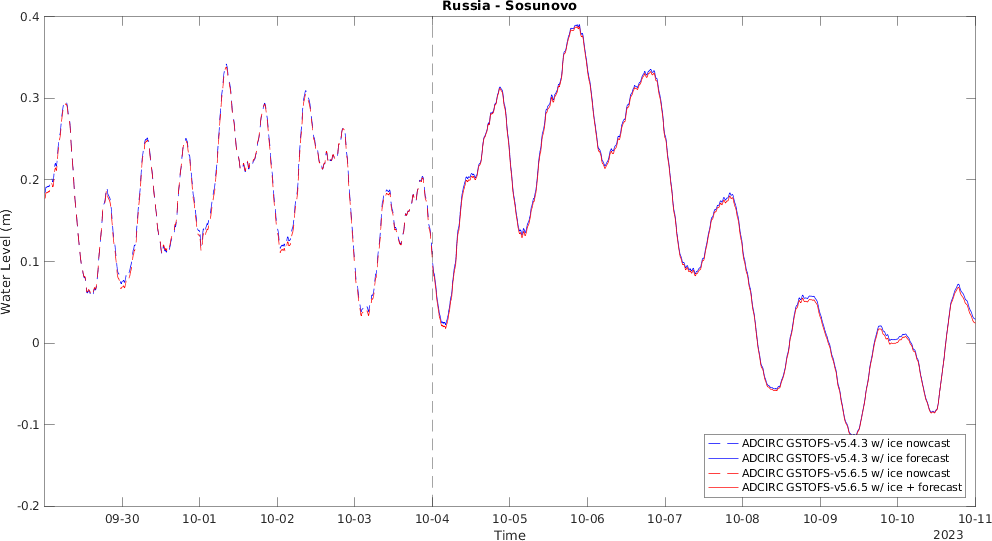 Russia - Sosunovo
0.4
0.3
0.2
0.1
0
-0.1
-0.2
Water Level (m)
09-30 10-01 10-02 10-03 10-04 10-05 10-06 10-07 10-08 10-09 10-10 10-11
Time
2023
ADCIRC GSTOFS-v5.4.3 w/ ice nowcast
ADCIRC GSTOFS-v5.4.3 w/ ice forecast
ADCIRC GSTOFS-v5.6.5 w/ ice nowcast
ADCIRC GSTOFS-v5.6.5 w/ ice + forecast